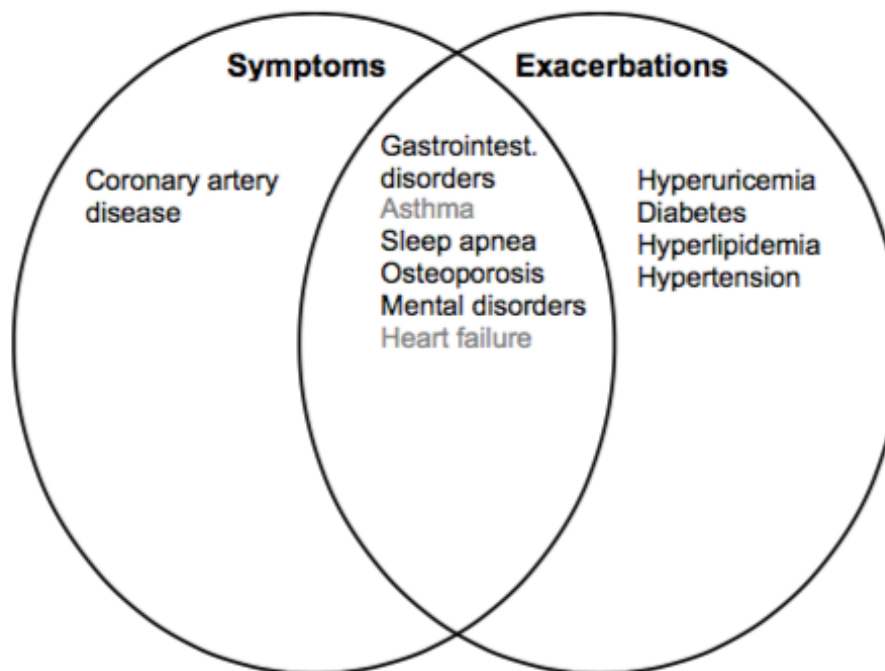 Symptoms
Exacerbations
Coronary artery
disease
Gastrointest.
disorders
Asthma
Sleep apnea
Osteoporosis
Mental disorders
Heart failure
Hyperuricemia
Diabetes
Hyperlipidemia
Hypertension